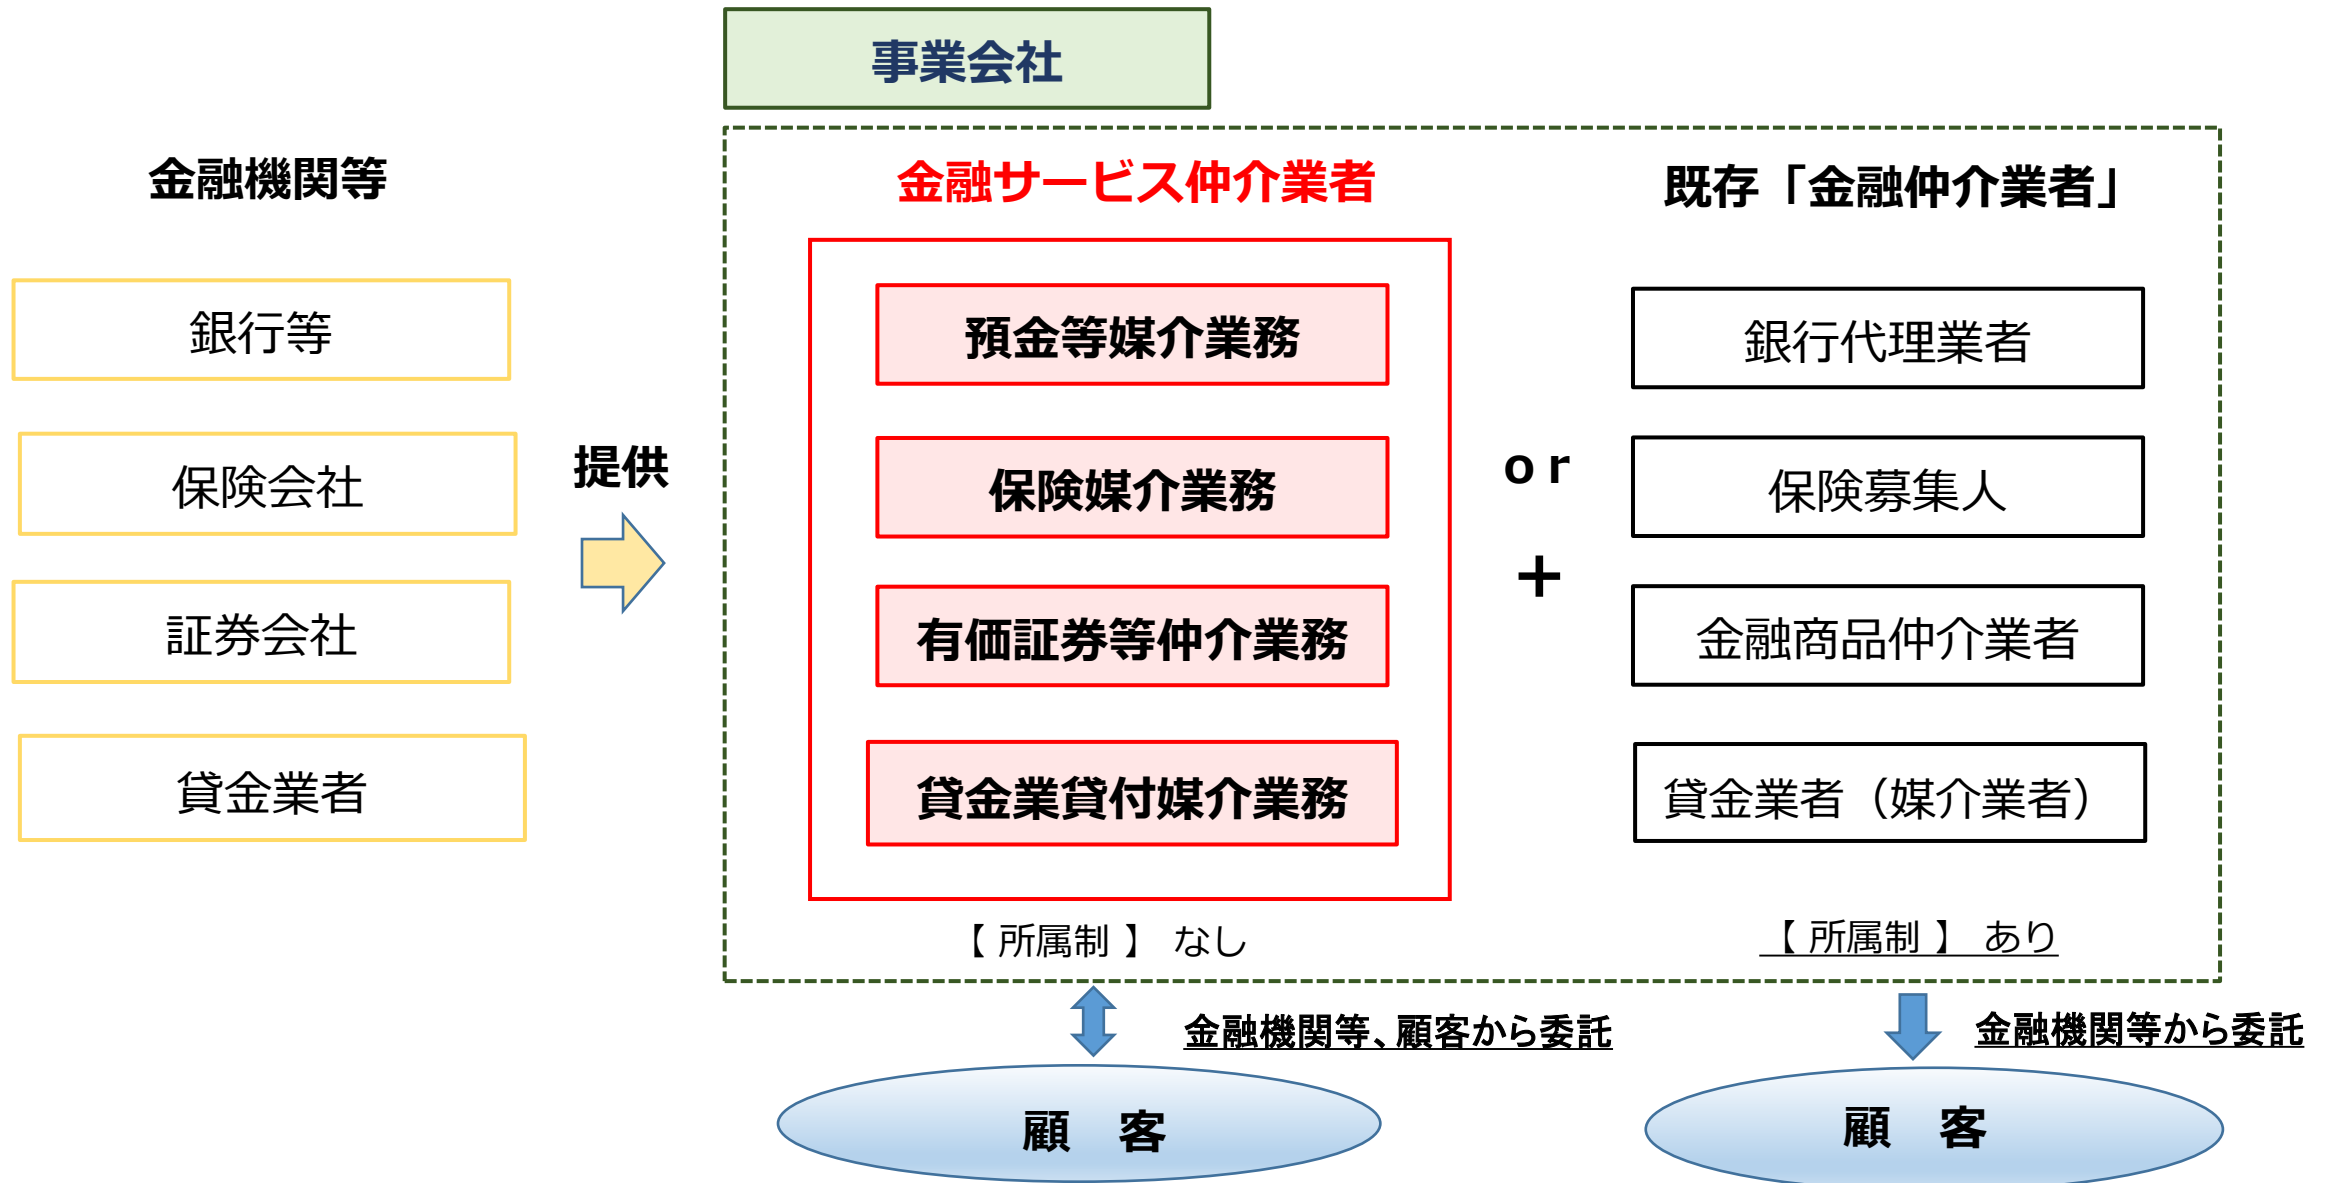 事業会社
金融機関等
銀行等
保険会社
証券会社
貸金業者
提供
金融サービス仲介業者
預金等媒介業務
保険媒介業務
有価証券等仲介業務
貸金業貸付媒介業務
【 所属制 】 なし
or
＋
既存「金融仲介業者」
銀行代理業者
保険募集人
金融商品仲介業者
貸金業者（媒介業者）
【 所属制 】 あり
金融機関等、顧客から委託
顧　客
金融機関等から委託
顧　客